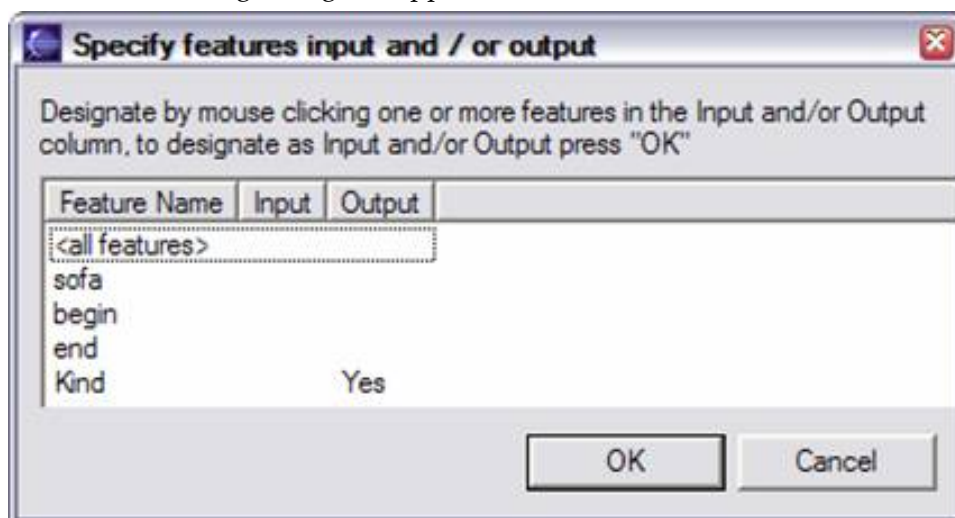 Specify features input and / or output
Designate by mouse clicking one or more features in the Input and/or Output
column, to designate as Input and/or Output press "OK"
Feature Name Input Output
<all features>
sofa
begin
end
Kind Yes
OK Cancel